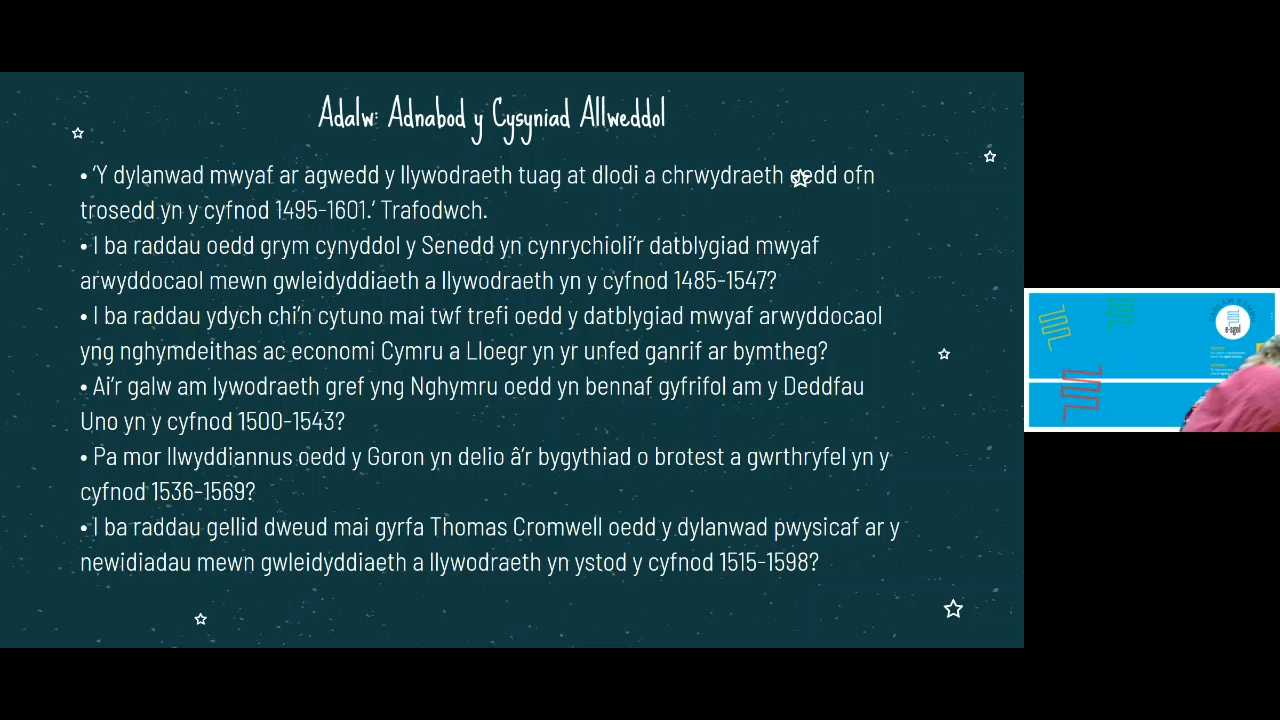 Adalw: Adnabod y Cysyniad Allweddol
• 'Y dylanwad mwyaf ar agwedd y llywodraeth tuag at dlodi a chrwydraeth oedd ofn
trosedd yn y cyfnod 1495-1601.' Trafodwch.
• I ba raddau oedd grym cynyddol y Senedd yn cynrychioli'r datblygiad mwyaf
arwyddocaol mewn gwleidyddiaeth a llywodraeth yn y cyfnod 1485-1547?
• I ba raddau ydych chi'n cytuno mai twf trefi oedd y datblygiad mwyaf arwyddocaol
yng nghymdeithas ac economi Cymru a Lloegr yn yr unfed ganrif ar bymtheg?
• Ai'r galw am lywodraeth gref yng Nghymru oedd yn bennaf gyfrifol am y Deddfau
Uno yn y cyfnod 1500-1543?
• Pa mor llwyddiannus oedd y Goron yn delio â'r bygythiad o brotest a gwrthryfel yn y
cyfnod 1536-1569?
• I ba raddau gellid dweud mai gyrfa Thomas Cromwell oedd y dylanwad pwysicaf ar y
newidiadau mewn gwleidyddiaeth a llywodraeth yn ystod y cyfnod 1515-1598?
e-sgol